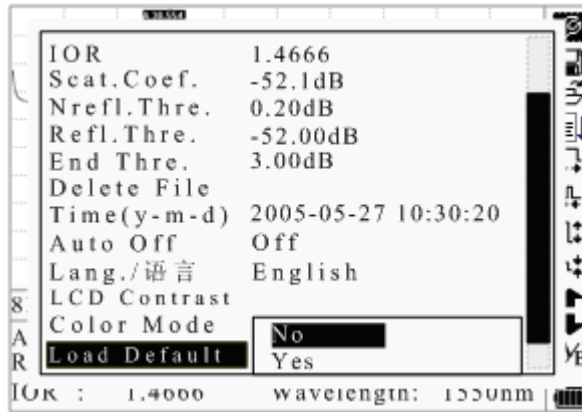 IOR 1.4666
Scat.Coef. -52.1dB
Nrefl.Thre. 0.20dB
Refl.Thre. -52.00dB
End Thre. 3.00dB
Delete File
Time(y-m-d) 2005-05-27 10:30:20
Auto Off Off
Lang./语言 English
LCD Contrast
Color Mode
No
Load Default
Yes
8
A
R
IOR : 1.4666 Wavelength: 1550nm